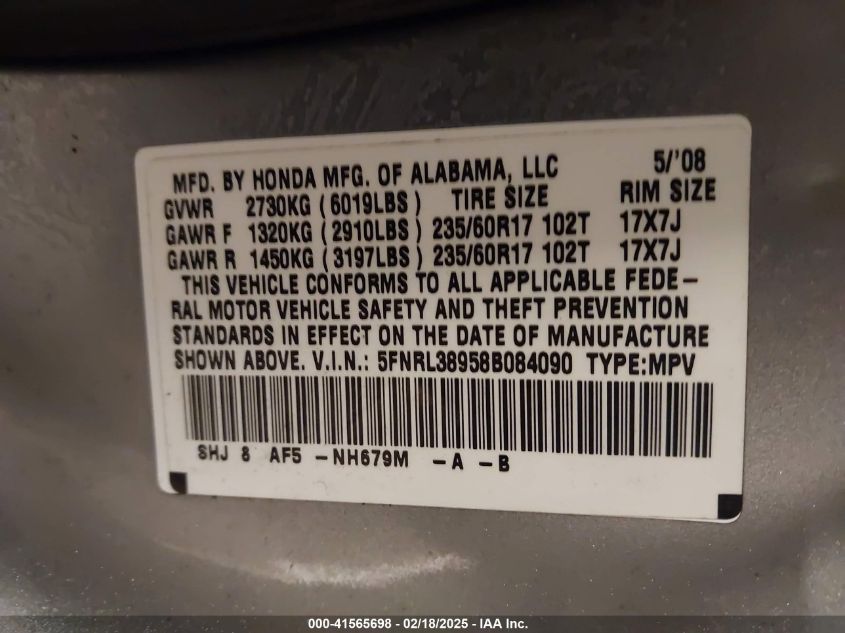 MFD. BY HONDA MFG. OF ALABAMA, LLC 5/'08
GVWR 2730KG (6019LBS) TIRE SIZE RIM SIZE
GAWR F 1320KG (2910LBS) 235/60R17 102T 17X7J
GAWR R 1450KG (3197LBS) 235/60R17 102T 17X7J
THIS VEHICLE CONFORMS TO ALL APPLICABLE FEDE-
RAL MOTOR VEHICLE SAFETY AND THEFT PREVENTION
STANDARDS IN EFFECT ON THE DATE OF MANUFACTURE
SHOWN ABOVE. V.I.N.: 5FNRL38958B084090 TYPE:MPV
SHJ 8 AF5 -NH679M -A -B
000-41565698 - 02/18/2025 - IAA Inc.